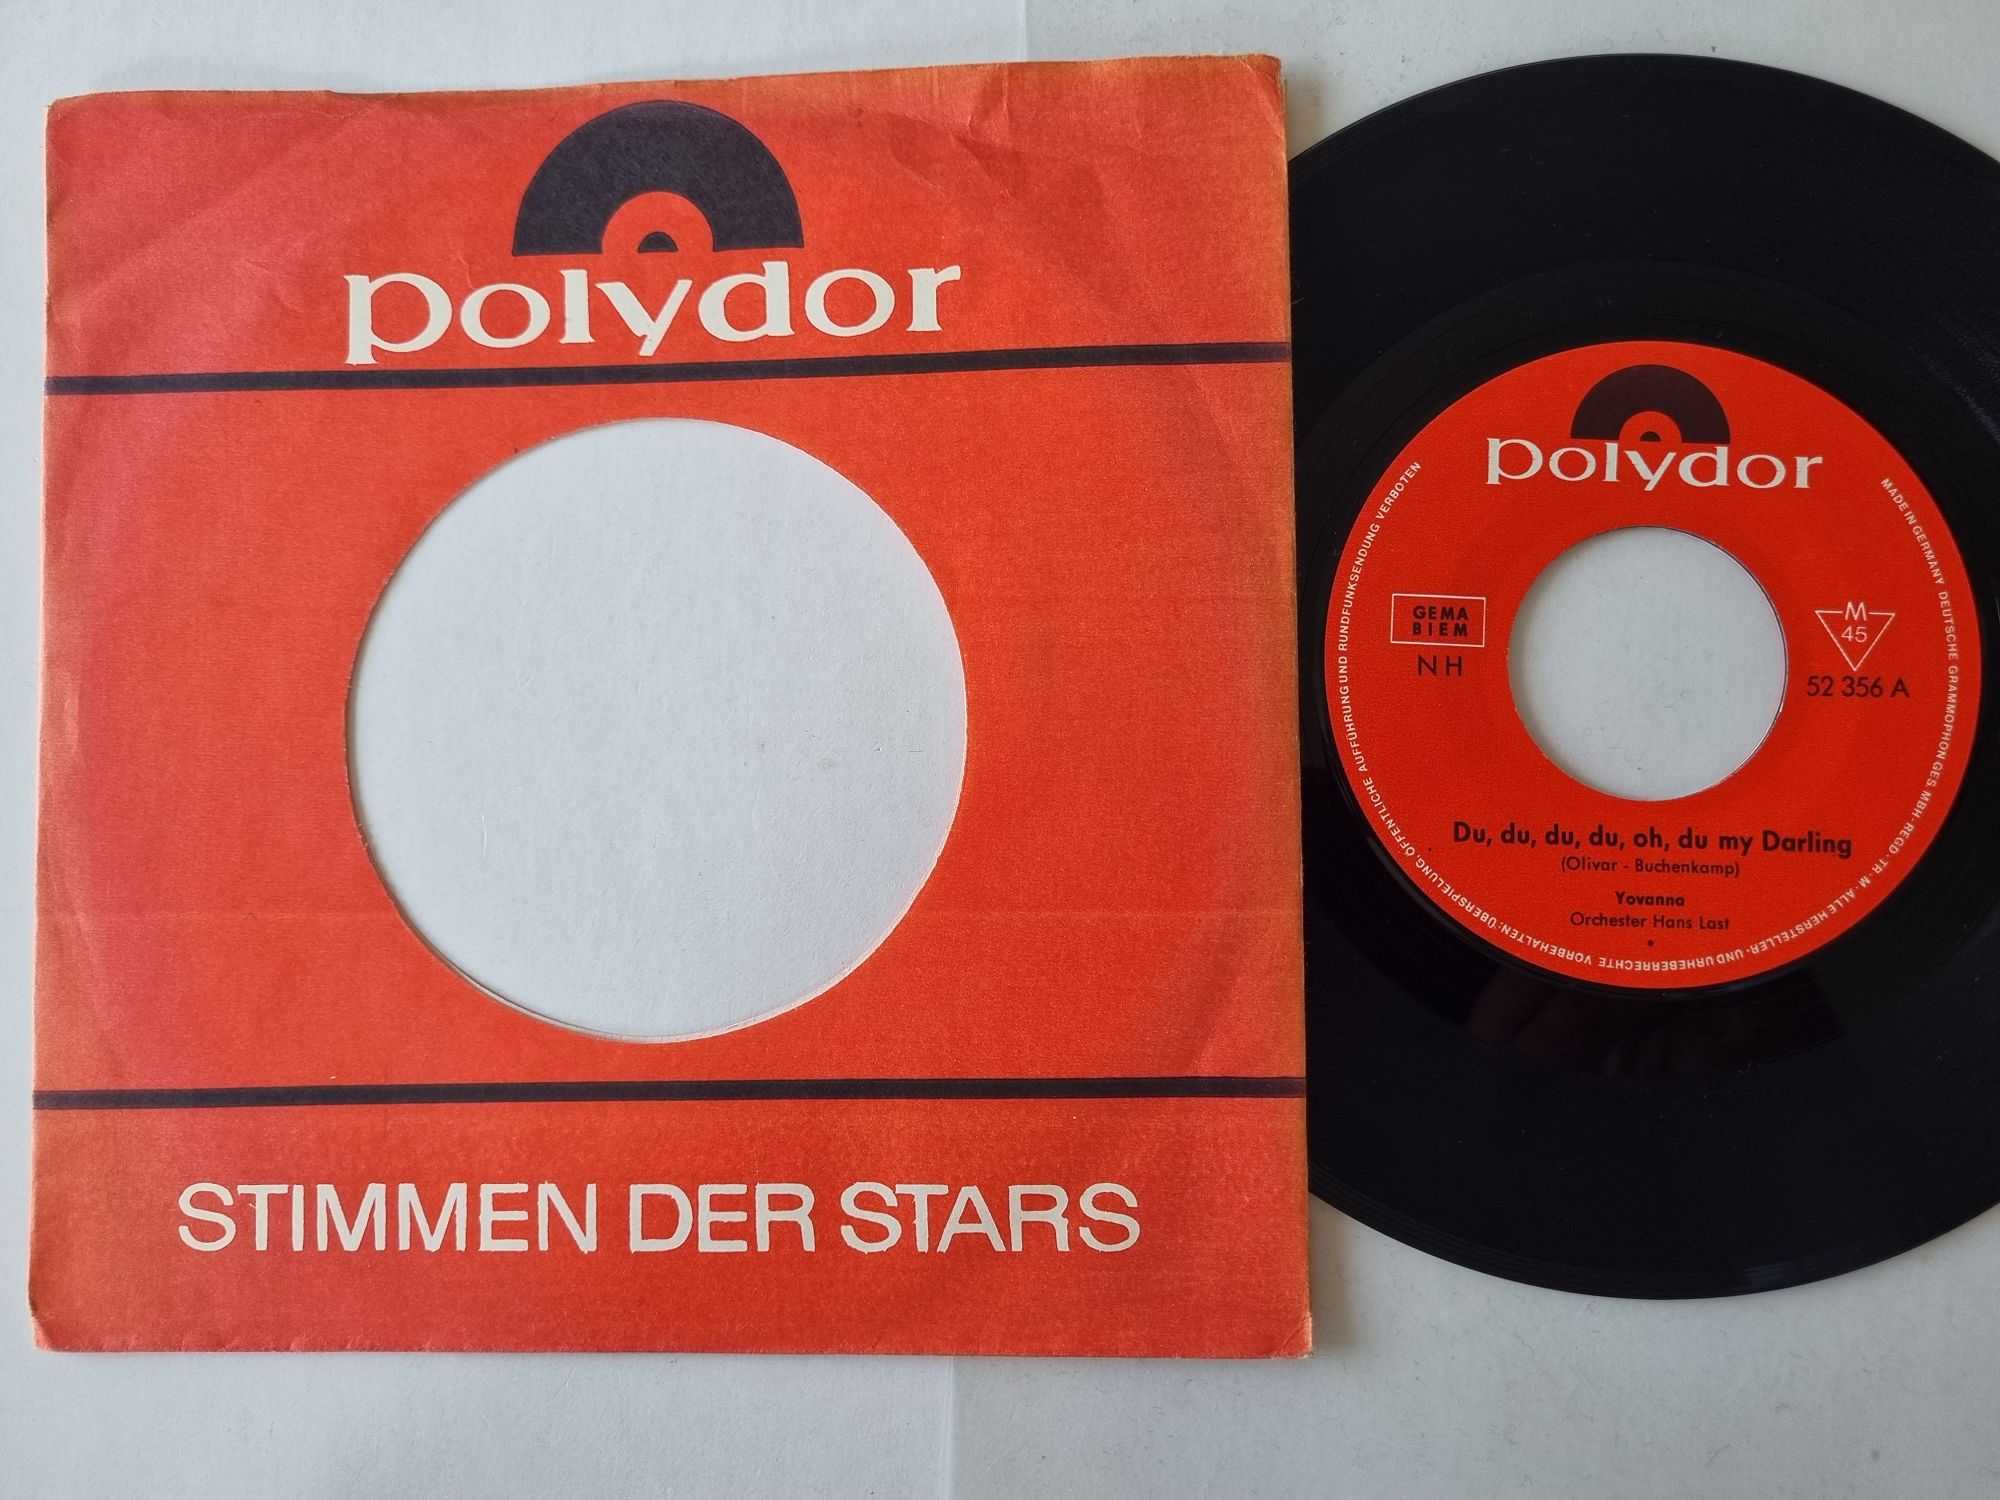 polydor
STIMMEN DER STARS
polydor
GEMA
BIEM
NH
M
45
52 356 A
Du, du, du, du, oh, du my Darling
(Olivar - Buchenkamp)
Yovanna
Orchester Hans Last
MADE IN GERMANY DEUTSCHE GRAMMOPHON GES MBH · REGD · TR · M · ALLE HERSTELLER- UND URHEBERRECHTE VORBEHALTEN · ÜBERSPIELUNG, ÖFFENTLICHE AUFFÜHRUNG UND RUNDFUNKSENDUNG VERBOTEN